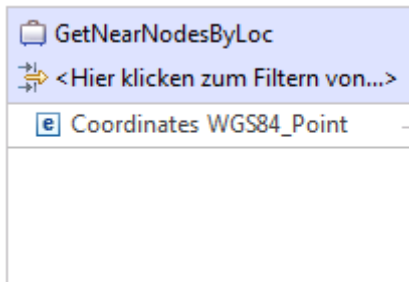 GetNearNodesByLoc
<Hier klicken zum Filtern von...>
e Coordinates WGS84_Point